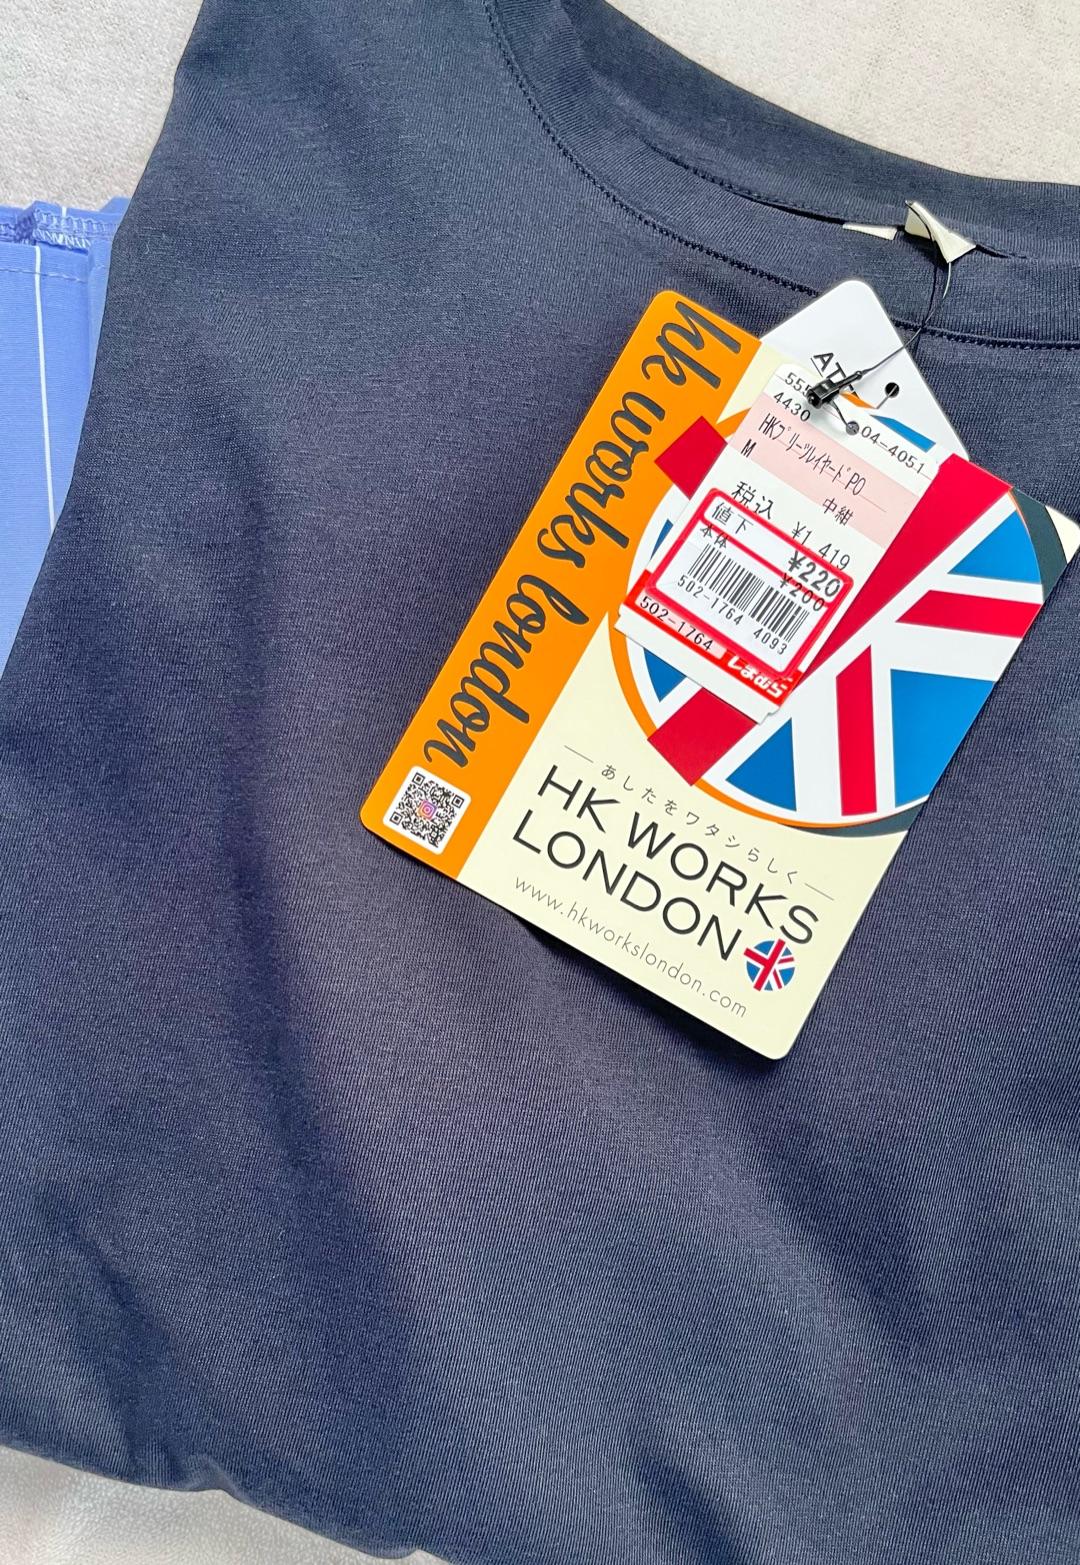 hk works london
555
04-4051
4430
HKプリーツレイヤードPO
M
中紺
税込 ¥1,419
値下
本体 ¥220
¥200
502-1764 4093
502-1764 しまむら
あしたをワタシらしく
HK WORKS
LONDON
www.hkworkslondon.com